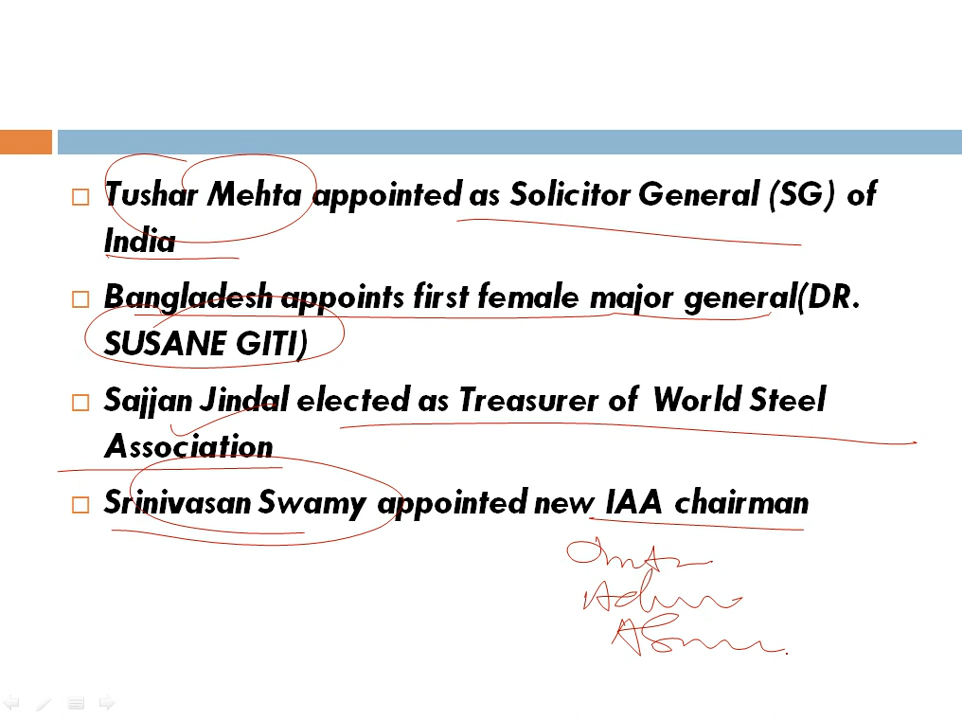 Tushar Mehta appointed as Solicitor General (SG) of
India
Bangladesh appoints first female major general(DR.
SUSANE GITI)
Sajjan Jindal elected as Treasurer of World Steel
Association
Srinivasan Swamy appointed new IAA chairman